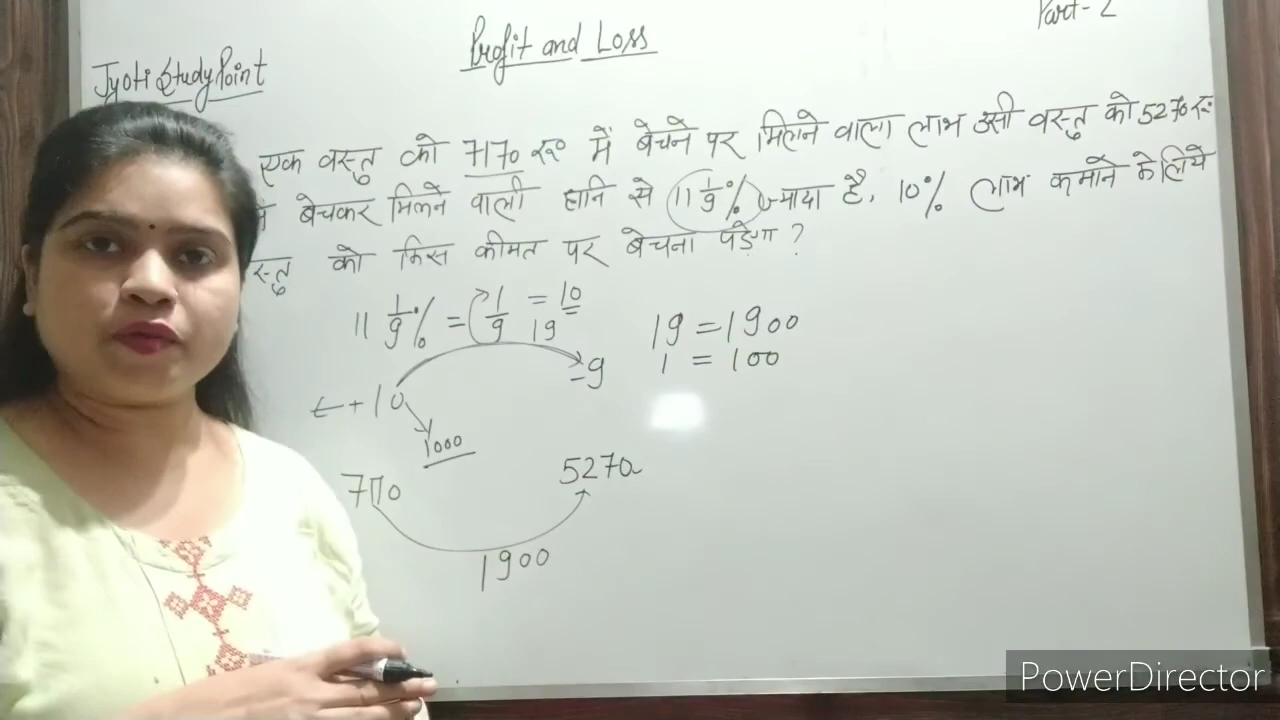 Part-2
Profit and Loss
Jyoti Study Point
एक वस्तु को 7170 रु० में बेचने पर मिलने वाला लाभ उसी वस्तु को 5270 रु०
बेचकर मिलने वाली हानि से 11 1/9% ज्यादा है, 10% लाभ कमाने के लिये
स्तु को किस कीमत पर बेचना पड़ेगा ?
11 1/9% = 1/9 = 10/19
19 = 1900
1 = 100
-9
+10
1000
7170
5270
1900
PowerDirector